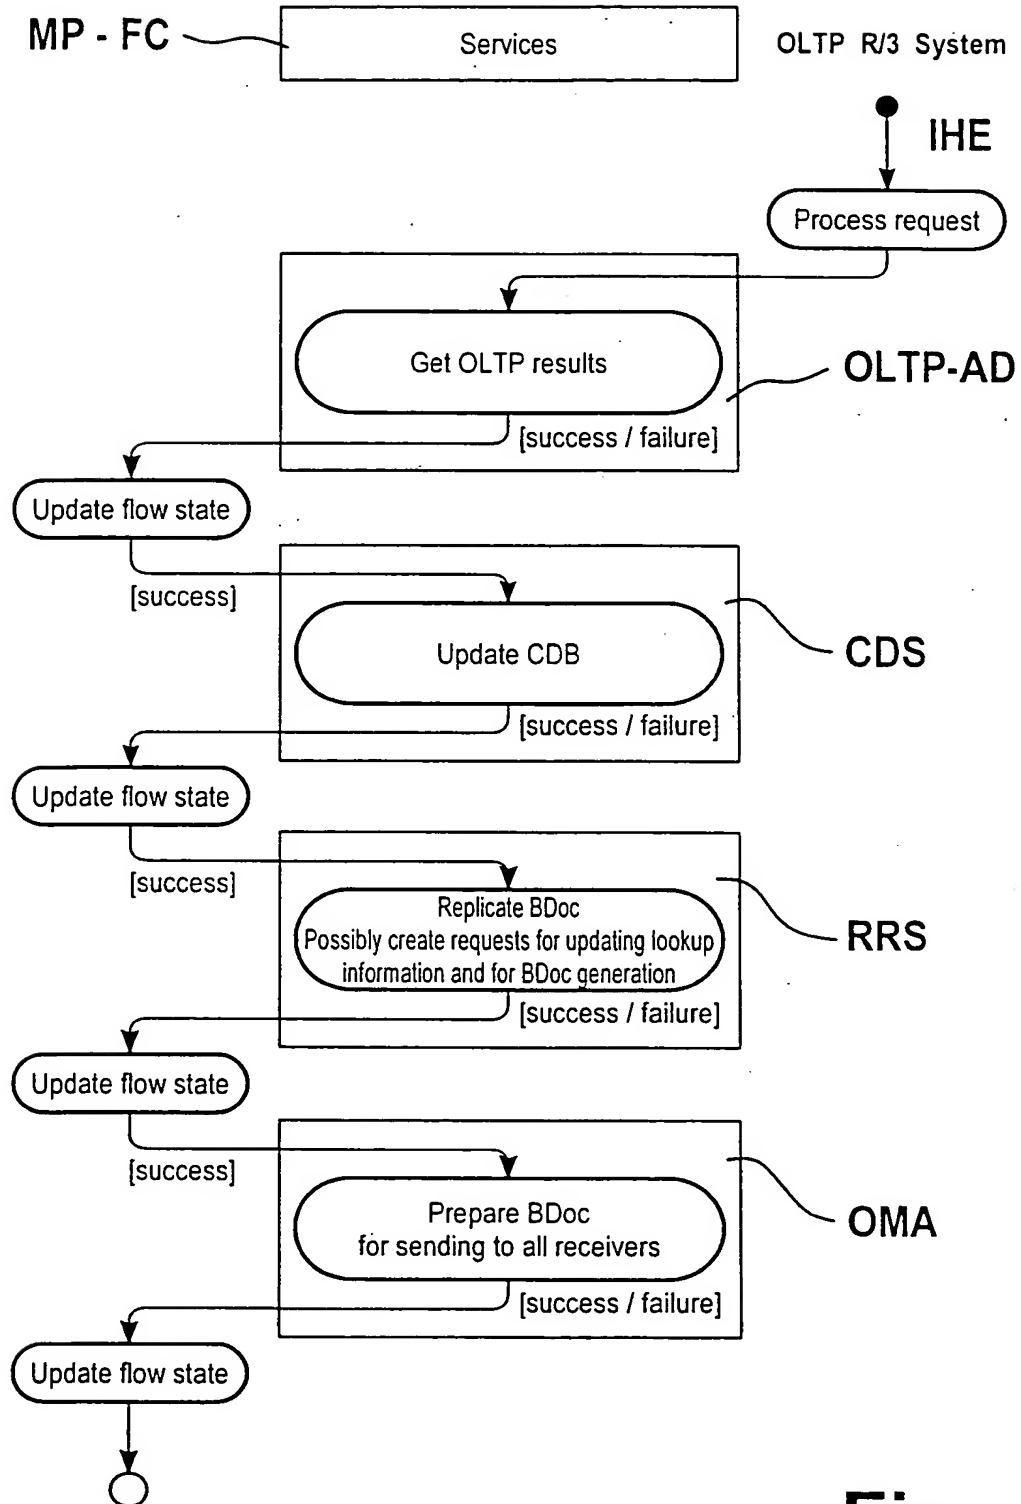 MP - FC
Services
OLTP R/3 System
IHE
Process request
Get OLTP results
OLTP-AD
[success / failure]
Update flow state
[success]
Update CDB
CDS
[success / failure]
Update flow state
[success]
Replicate BDoc
Possibly create requests for updating lookup
information and for BDoc generation
RRS
[success / failure]
Update flow state
[success]
Prepare BDoc
for sending to all receivers
OMA
[success / failure]
Update flow state